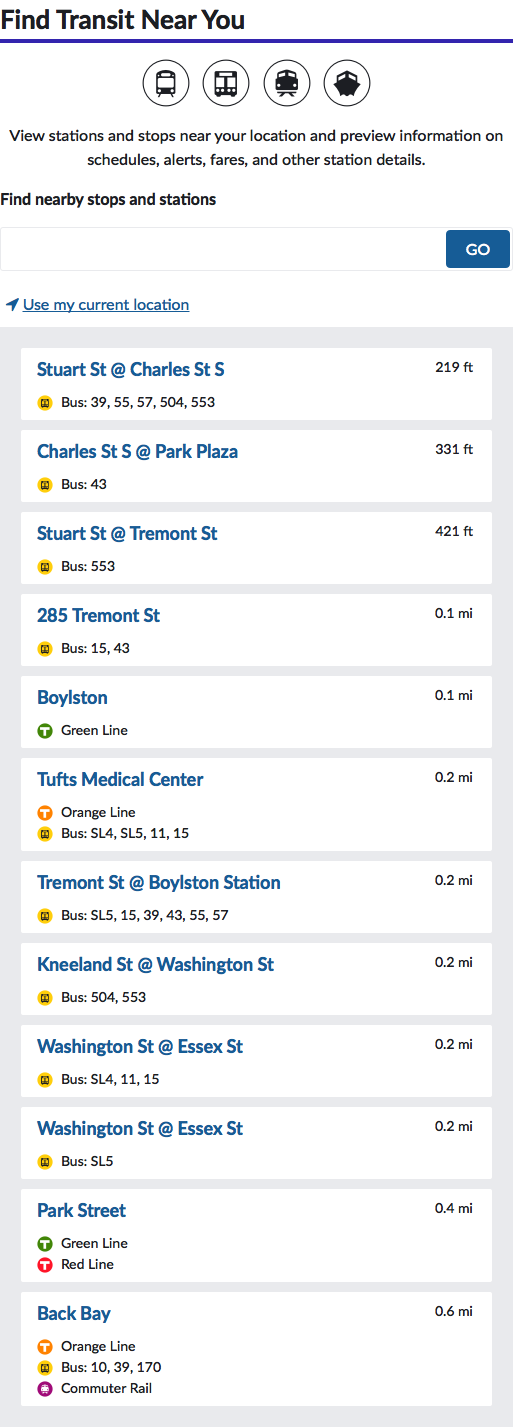 Find Transit Near You
View stations and stops near your location and preview information on
schedules, alerts, fares, and other station details.
Find nearby stops and stations
GO
Use my current location
Stuart St @ Charles St S
219 ft
Bus: 39, 55, 57, 504, 553
Charles St S @ Park Plaza
331 ft
Bus: 43
Stuart St @ Tremont St
421 ft
Bus: 553
285 Tremont St
0.1 mi
Bus: 15, 43
Boylston
0.1 mi
T Green Line
Tufts Medical Center
0.2 mi
T Orange Line
Bus: SL4, SL5, 11, 15
Tremont St @ Boylston Station
0.2 mi
Bus: SL5, 15, 39, 43, 55, 57
Kneeland St @ Washington St
0.2 mi
Bus: 504, 553
Washington St @ Essex St
0.2 mi
Bus: SL4, 11, 15
Washington St @ Essex St
0.2 mi
Bus: SL5
Park Street
0.4 mi
T Green Line
T Red Line
Back Bay
0.6 mi
T Orange Line
Bus: 10, 39, 170
Commuter Rail